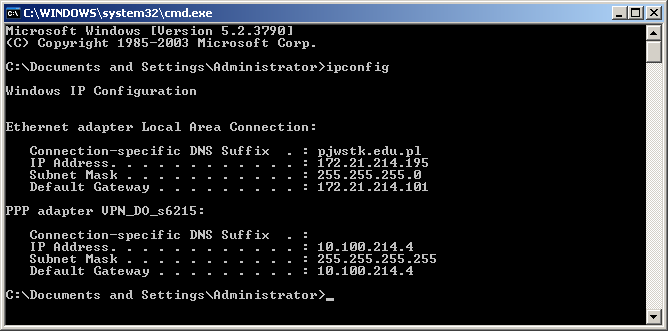 C:\WINDOWS\system32\cmd.exe
Microsoft Windows [Version 5.2.3790]
(C) Copyright 1985-2003 Microsoft Corp.
C:\Documents and Settings\Administrator>ipconfig
Windows IP Configuration
Ethernet adapter Local Area Connection:
Connection-specific DNS Suffix  . : pjwstk.edu.pl
IP Address. . . . . . . . . . . . : 172.21.214.195
Subnet Mask . . . . . . . . . . . : 255.255.255.0
Default Gateway . . . . . . . . . : 172.21.214.101
PPP adapter VPN_DO_s6215:
Connection-specific DNS Suffix  . :
IP Address. . . . . . . . . . . . : 10.100.214.4
Subnet Mask . . . . . . . . . . . : 255.255.255.255
Default Gateway . . . . . . . . . : 10.100.214.4
C:\Documents and Settings\Administrator>_